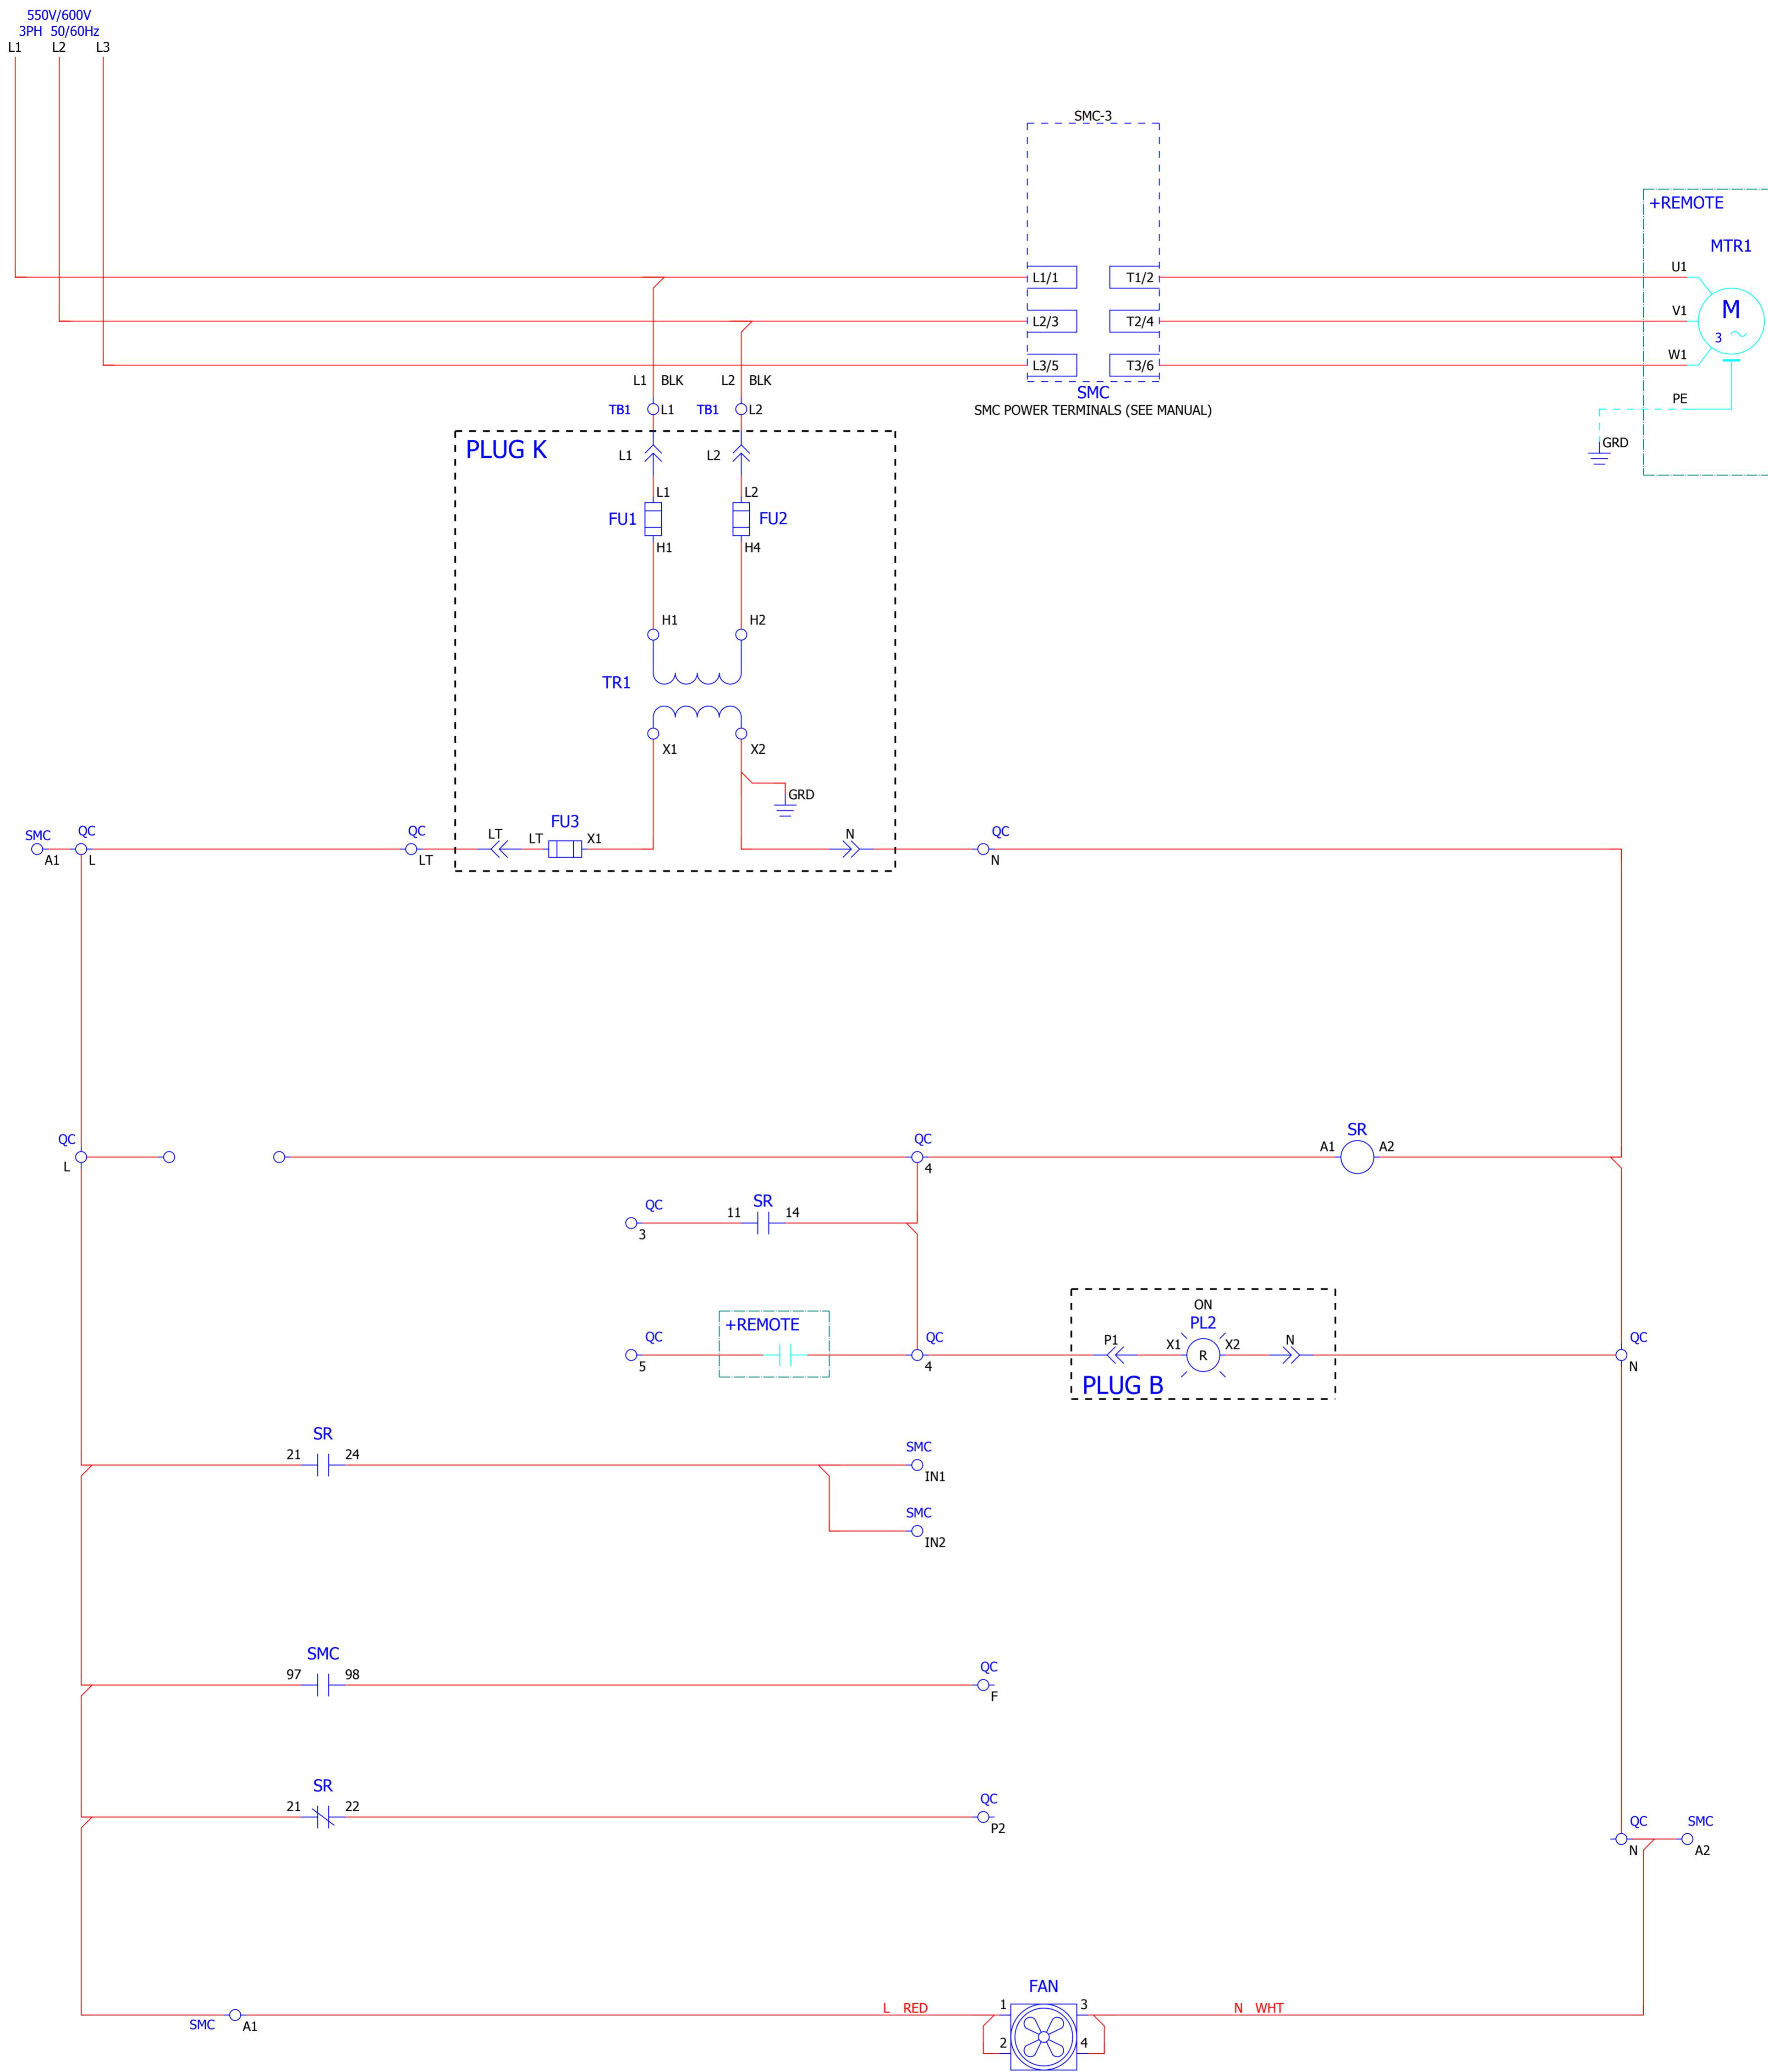 550V/600V
3PH 50/60Hz
L1 L2 L3
SMC-3
+REMOTE
MTR1
U1
L1/1 T1/2
V1 M
3
L2/3 T2/4
W1
L3/5 T3/6
L1 BLK L2 BLK
SMC
PE
TB1 L1 TB1 L2
SMC POWER TERMINALS (SEE MANUAL)
GRD
PLUG K
L1 L2
L1 L2
FU1 FU2
H1 H4
H1 H2
TR1
X1 X2
GRD
FU3
SMC QC QC LT LT X1 N QC
A1 L LT N
QC QC SR
A1 A2
L 4
QC 11 SR 14
3
ON
+REMOTE PL2
QC QC P1 X1 X2 N QC
R
5 4 N
PLUG B
SR
21 24 SMC
IN1
SMC
IN2
SMC
97 98 QC
F
SR
21 22 QC
P2
QC SMC
N A2
FAN
L RED 1 3 N WHT
SMC A1
2 4